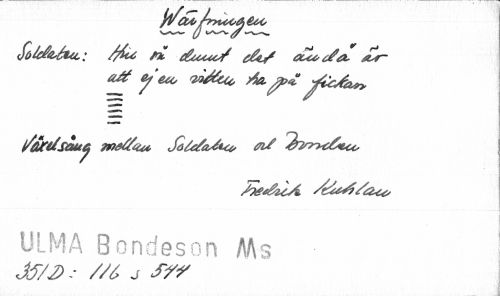 Wärfningen
Soldaten: Hur så dumt det ändå är
att ej en vitten ha på fickan
Växelsång mellan Soldaten och Bonden
Fredrik Kuhlau
ULMA Bondeson Ms
351D: 116 s 544